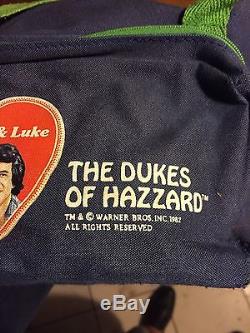 & Luke
THE DUKES
OF HAZZARD™
TM & © WARNER BROS. INC. 1982
ALL RIGHTS RESERVED